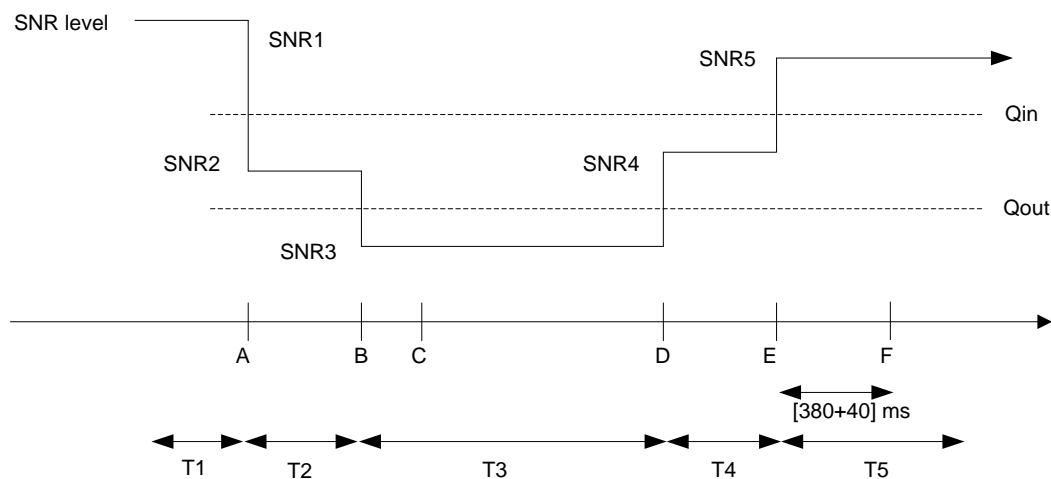 SNR level
SNR1
SNR5
Qin
SNR2
SNR4
Qout
SNR3
A B C D E F
[380+40] ms
T1 T2 T3 T4 T5